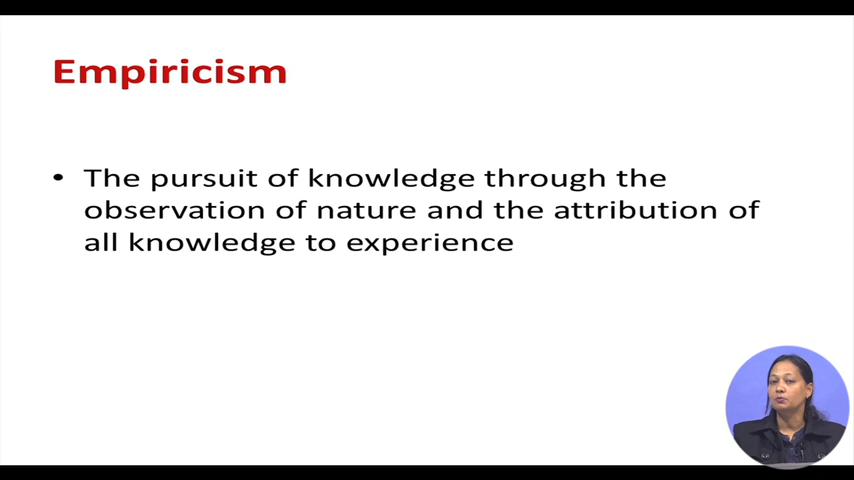 Empiricism
• The pursuit of knowledge through the
observation of nature and the attribution of
all knowledge to experience